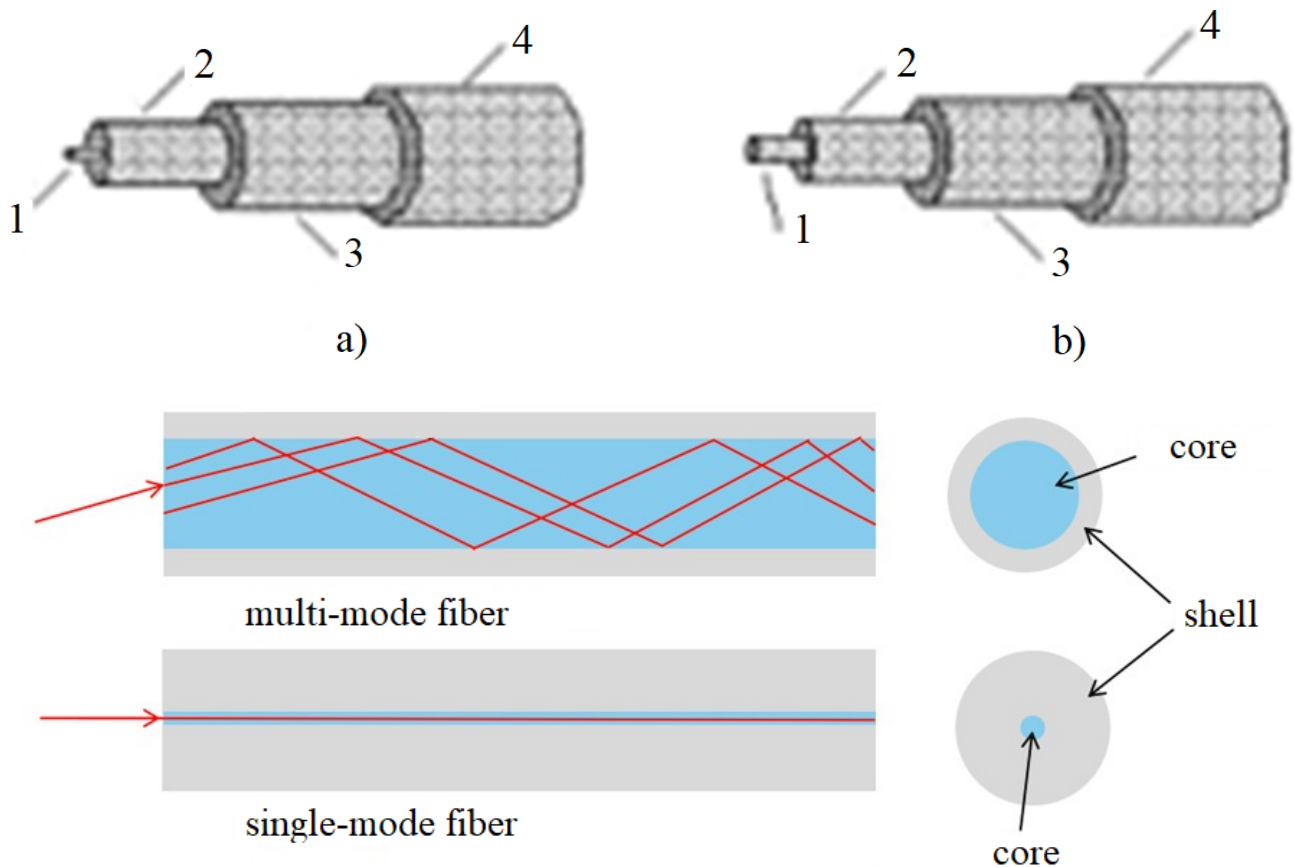 4
2
1
3
a)
4
2
1
3
b)
core
multi-mode fiber
shell
single-mode fiber
core